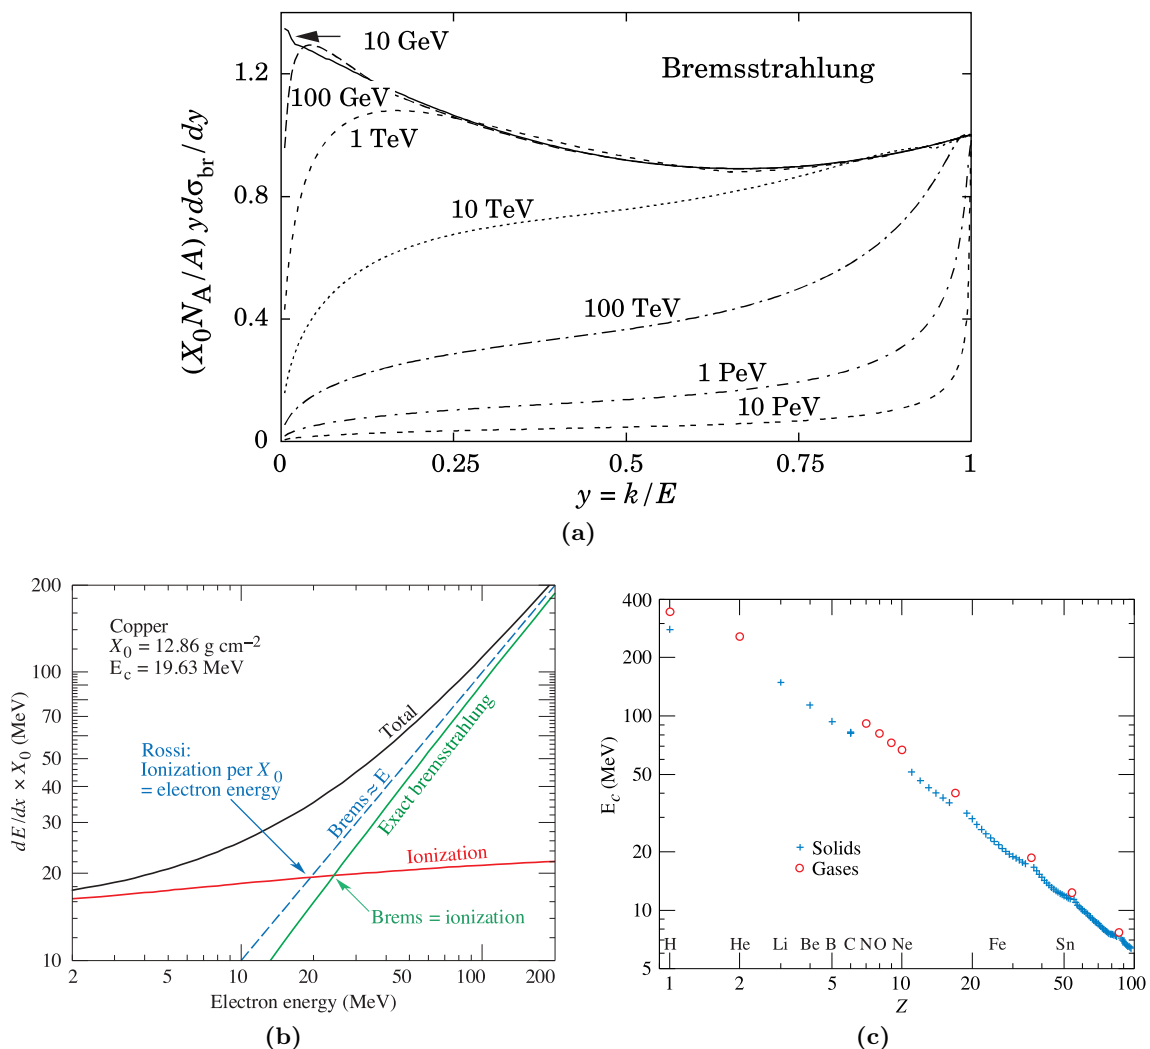 10 GeV
1.2
Bremsstrahlung
100 GeV
1 TeV
(X₀N_A/A) y dσ_br/dy
0.8
10 TeV
100 TeV
0.4
1 PeV
10 PeV
0
0 0.25 0.5 0.75 1
y = k/E
(a)
200
Copper
X₀ = 12.86 g cm⁻²
E_c = 19.63 MeV
100
70
50
40
30
20
10
dE/dx × X₀ (MeV)
Total
Rossi:
Ionization per X₀
= electron energy
Brems ≈ E
Exact bremsstrahlung
Ionization
Brems = ionization
2 5 10 20 50 100 200
Electron energy (MeV)
(b)
400
200
100
50
20
10
5
E_c (MeV)
+ Solids
○ Gases
H He Li Be B C N O Ne Fe Sn
1 2 5 10 20 50 100
Z
(c)